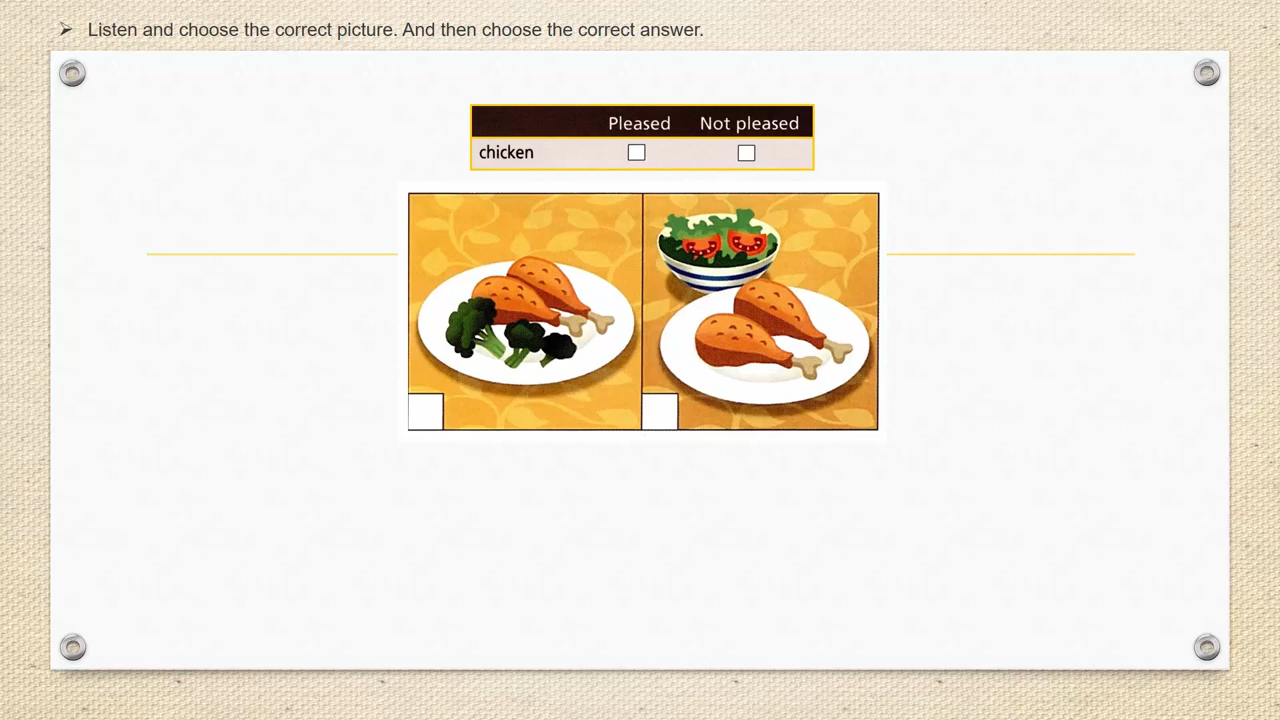 ➢ Listen and choose the correct picture. And then choose the correct answer.
Pleased Not pleased
chicken